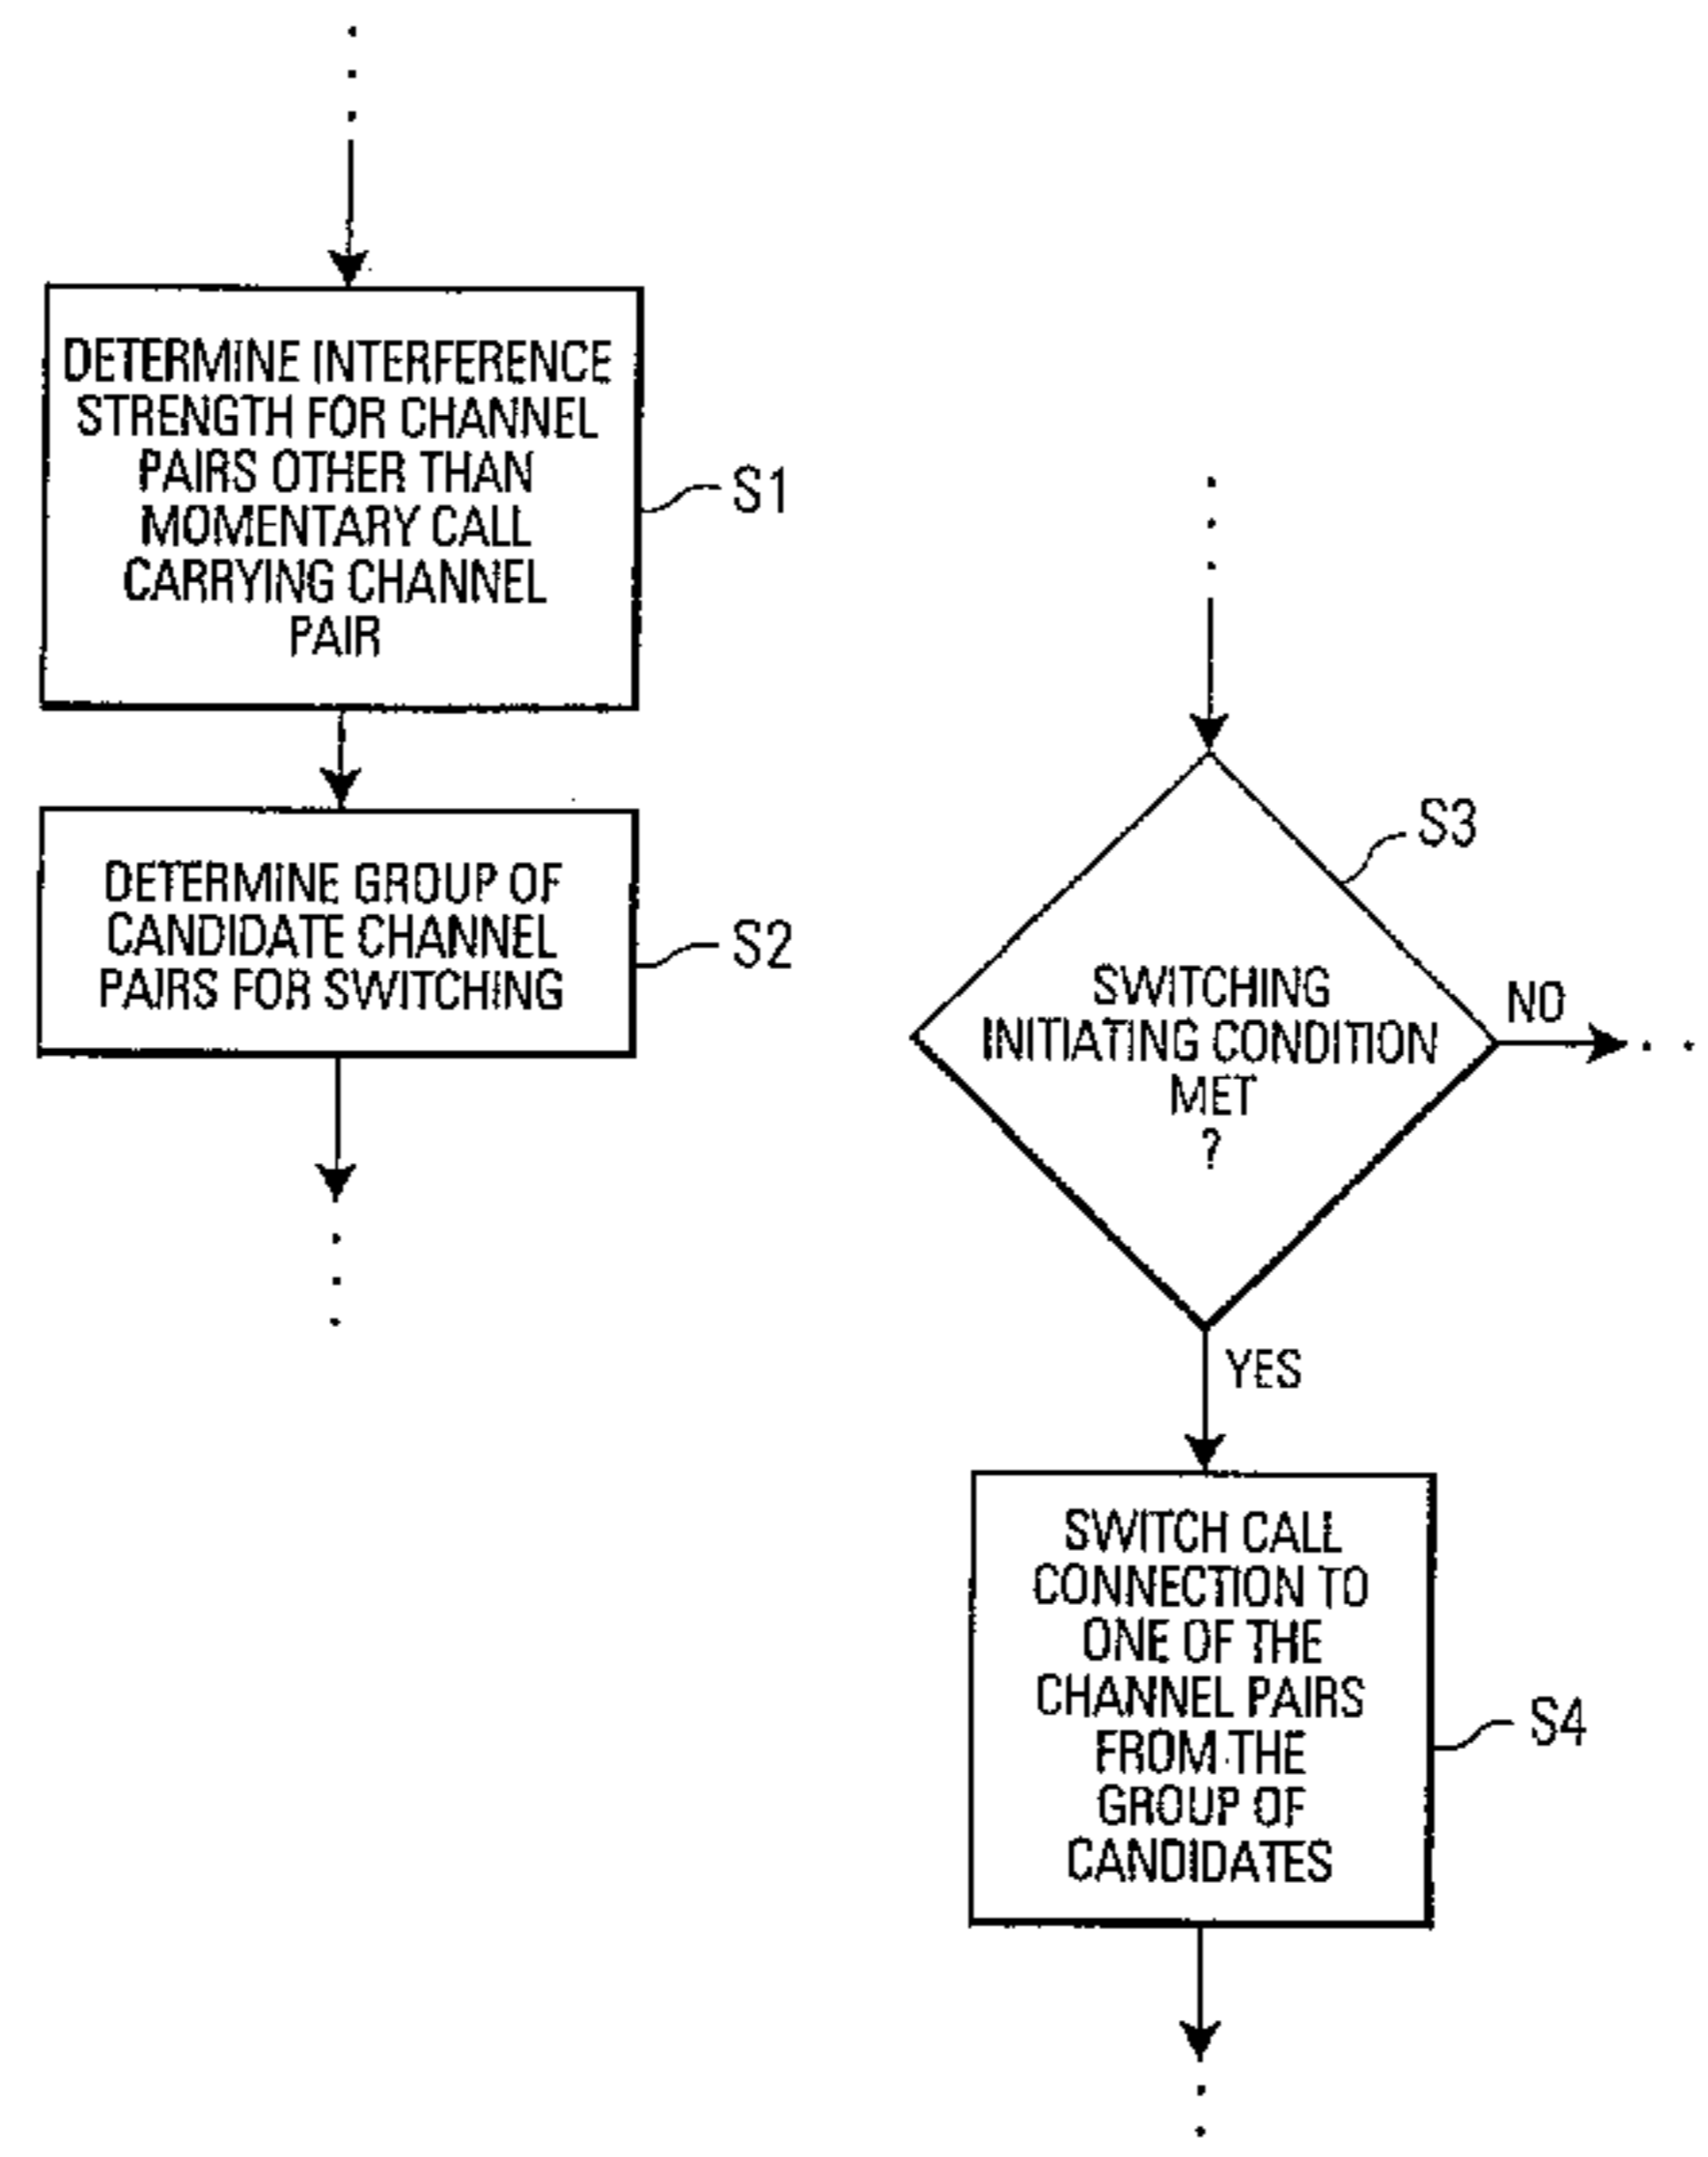 DETERMINE INTERFERENCE
STRENGTH FOR CHANNEL
PAIRS OTHER THAN
MOMENTARY CALL
CARRYING CHANNEL
PAIR
S1
DETERMINE GROUP OF
CANDIDATE CHANNEL
PAIRS FOR SWITCHING
S2
S3
SWITCHING
INITIATING CONDITION
MET
?
NO
YES
SWITCH CALL
CONNECTION TO
ONE OF THE
CHANNEL PAIRS
FROM THE
GROUP OF
CANDIDATES
S4